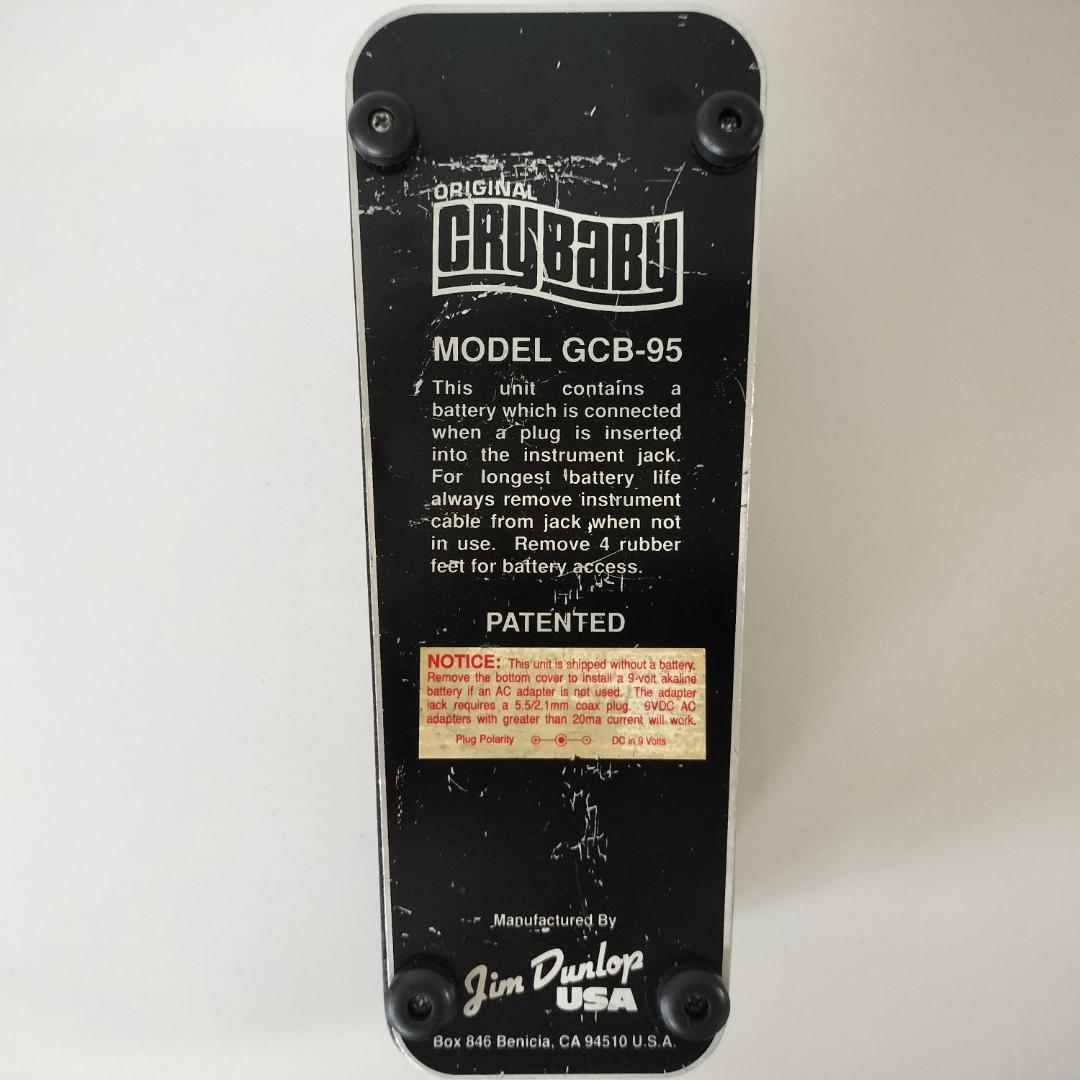 ORIGINAL
CRYBABY
MODEL GCB-95
This unit contains a
battery which is connected
when a plug is inserted
into the instrument jack.
For longest battery life
always remove instrument
cable from jack when not
in use. Remove 4 rubber
feet for battery access.
PATENTED
NOTICE: This unit is shipped without a battery.
Remove the bottom cover to install a 9-volt akaline
battery if an AC adapter is not used. The adapter
jack requires a 5.5/2.1mm coax plug. 9VDC AC
adapters with greater than 20ma current will work.
Plug Polarity + - DC in 9 Volts
Manufactured By
Jim Dunlop
USA
Box 846 Benicia, CA 94510 U.S.A.